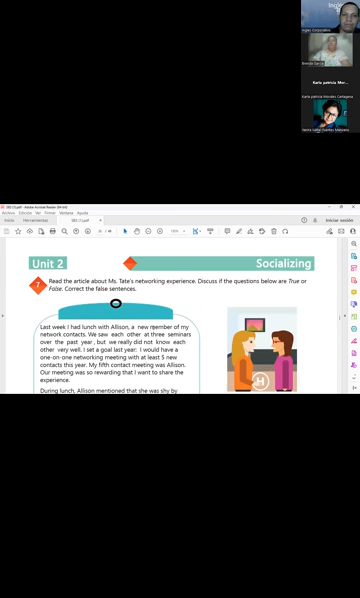 Inglés Corporativo
Brendin Garcia
Karla patricia Mor...
Karla patricia Morales Cartagena
Archivo Edición Ver Firmar Ventana Ayuda
Inicio Herramientas
Iniciar sesión
Unit 2
Socializing
7
Read the article about Ms. Tate's networking experience. Discuss if the questions below are True or
False. Correct the false sentences.
Last week I had lunch with Allison, a new member of my
network contacts. We saw each other at three seminars
over the past year, but we really did not know each
other very well. I set a goal last year: I would have a
one-on-one networking meeting with at least 5 new
contacts this year. My fifth contact meeting was Allison.
Our meeting was so rewarding that I want to share the
experience.
During lunch, Allison mentioned that she was shy by
H